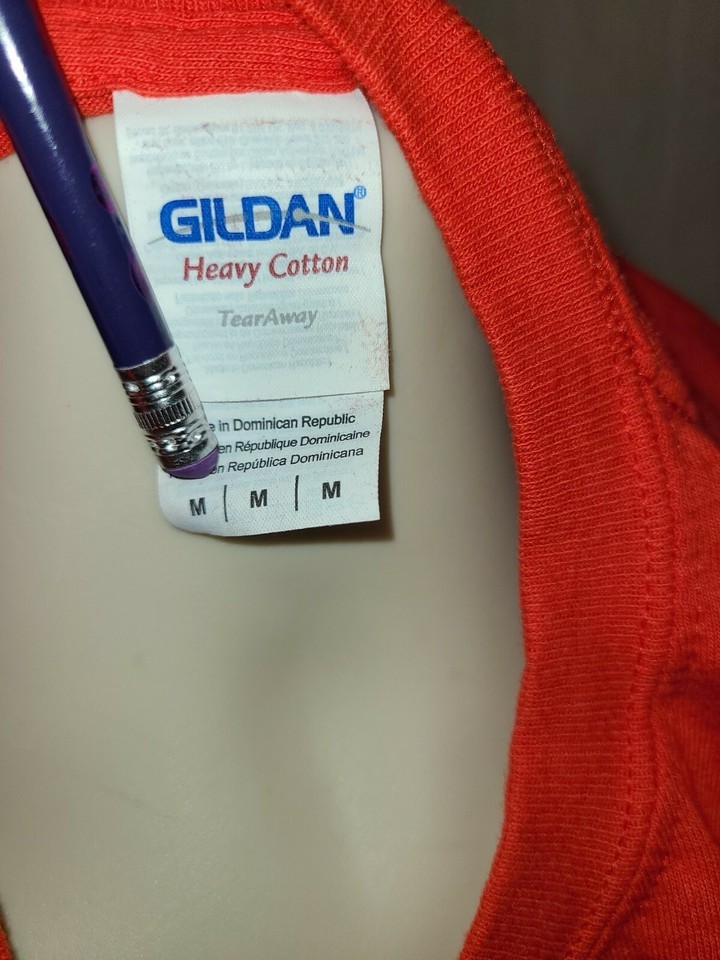 GILDAN®
Heavy Cotton
TearAway
in Dominican Republic
en République Dominicaine
en República Dominicana
M | M | M